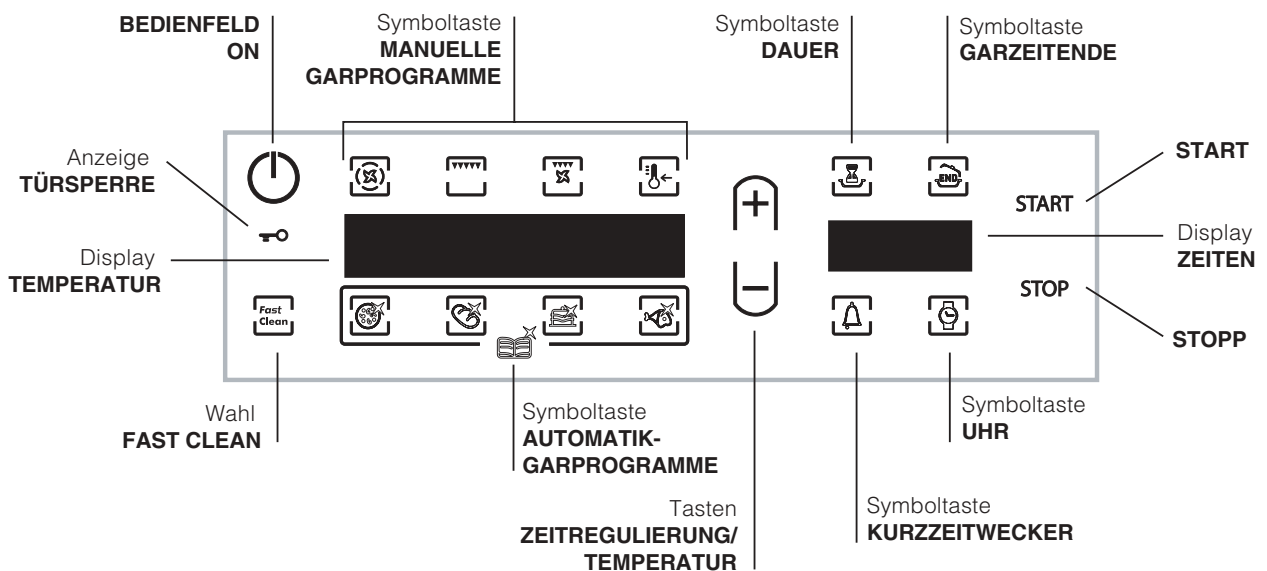 BEDIENFELD
ON
Symboltaste
MANUELLE
GARPROGRAMME
Symboltaste
DAUER
Symboltaste
GARZEITENDE
Anzeige
TÜRSPERRE
START
END
START
Display
TEMPERATUR
Display
ZEITEN
STOP
Fast
Clean
STOPP
Wahl
FAST CLEAN
Symboltaste
AUTOMATIK-
GARPROGRAMME
Symboltaste
UHR
Tasten
ZEITREGULIERUNG/
TEMPERATUR
Symboltaste
KURZZEITWECKER